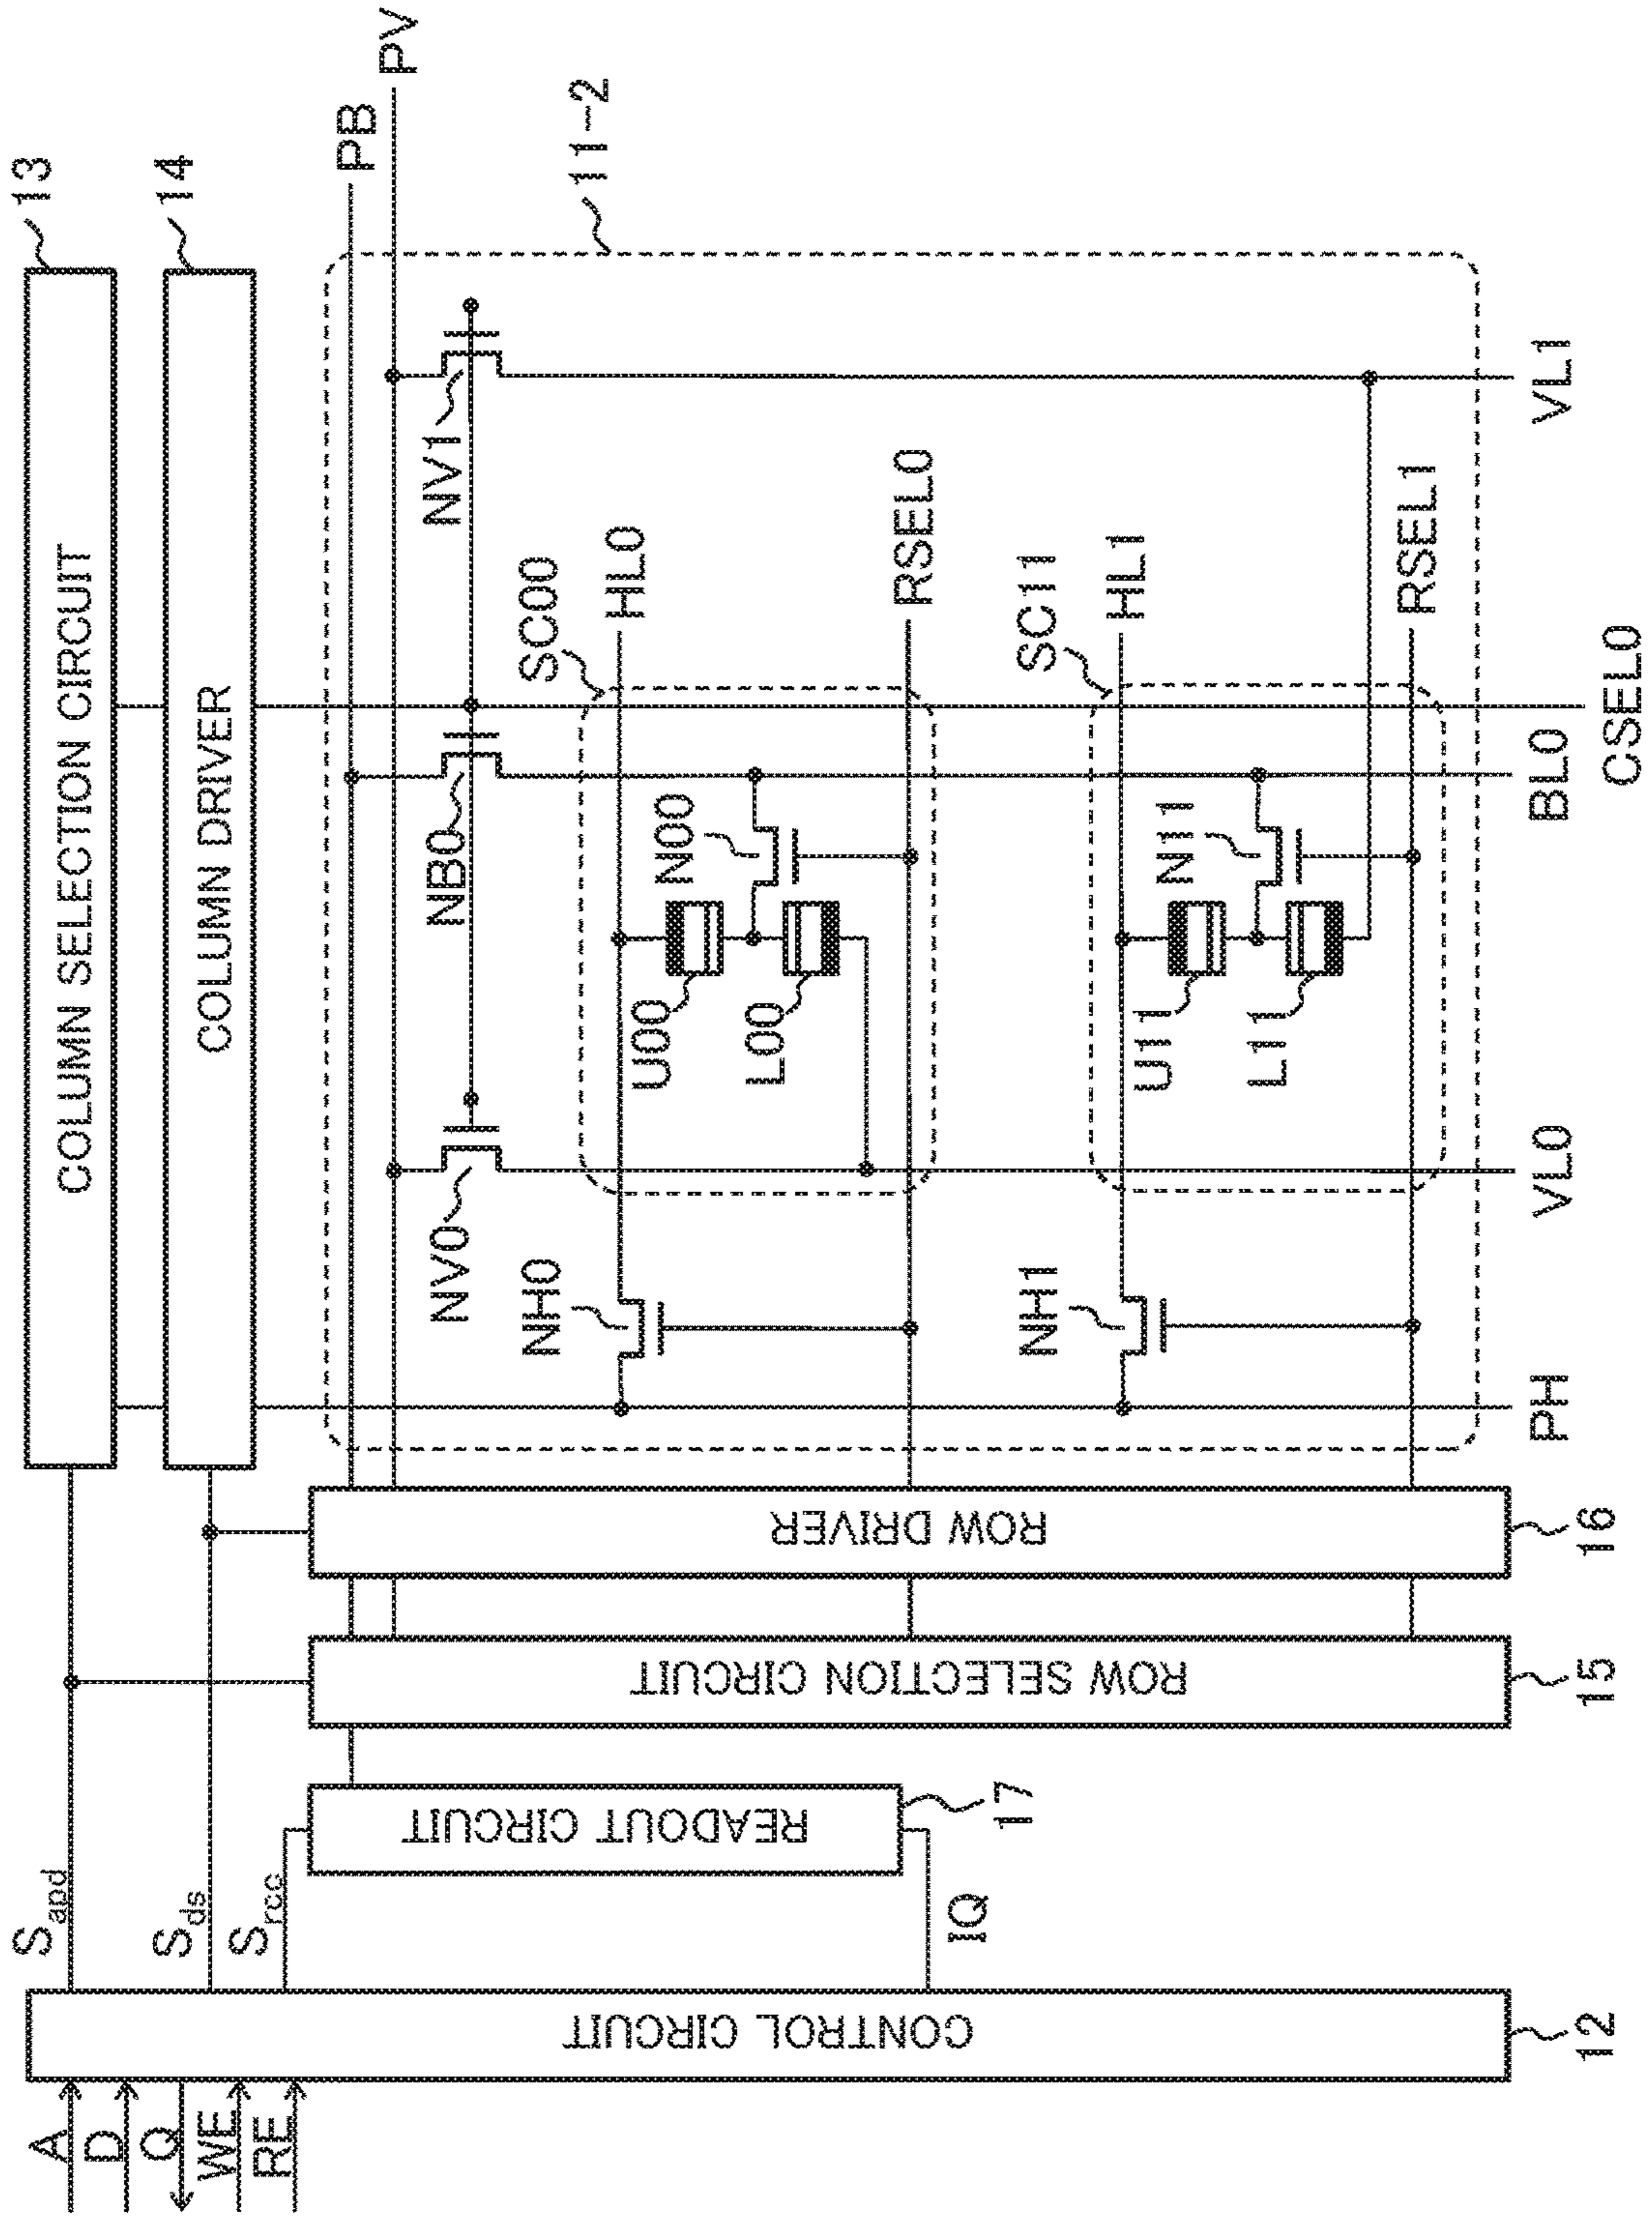 13
COLUMN SELECTION CIRCUIT
14
COLUMN DRIVER
PB
PV
11-2
NV0
NB0
NV1
NH0
SC00
HL0
U00
N00
L00
RSEL0
NH1
SC11
HL1
U11
N11
L11
RSEL1
PH
VL0
BL0
CSEL0
VL1
ROW DRIVER
16
ROW SELECTION CIRCUIT
15
READOUT CIRCUIT
17
Sapd
Sds
Srcc
IQ
CONTROL CIRCUIT
12
A
D
Q
WE
RE